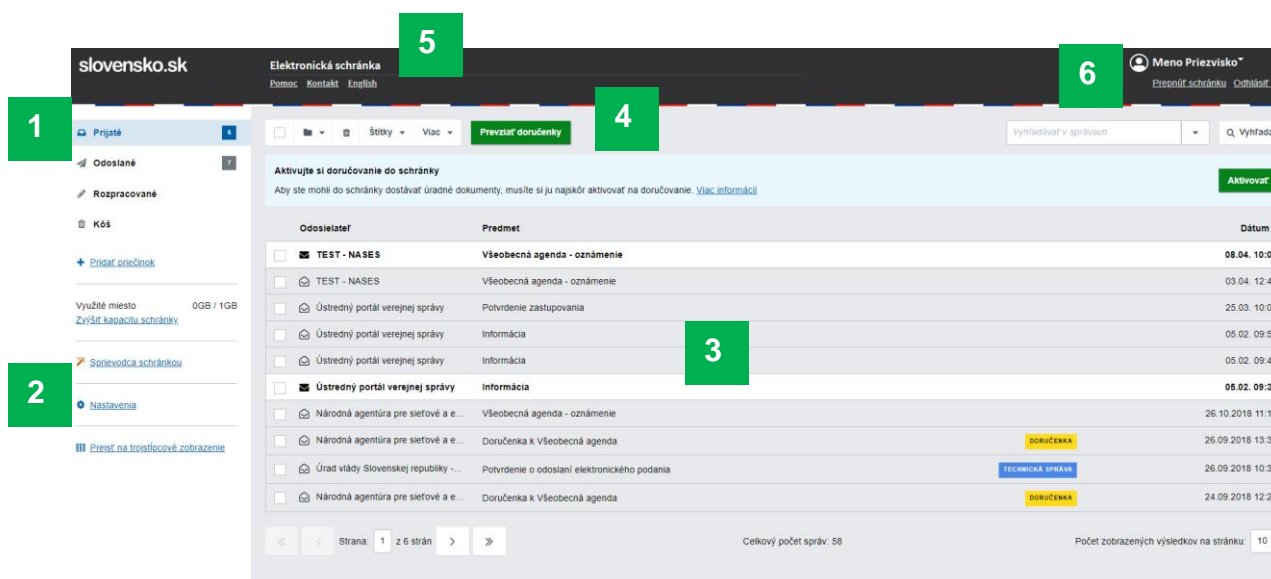 5
slovensko.sk
Elektronická schránka
Pomoc Kontakt English
6
Meno Priezvisko
Prepnúť schránku Odhlásiť
1
Prijaté 6
Odoslané 7
Rozpracované
Kôš
Pridať priečinok
Využité miesto 0GB / 1GB
Zvýšiť kapacitu schránky
Sprievodca schránkou
2
Nastavenia
Prejsť na trojstĺpcové zobrazenie
4
Štítky Viac Prevziať doručenky Vyhľadávať v správach Vyhľada
Aktivujte si doručovanie do schránky
Aby ste mohli do schránky dostávať úradné dokumenty, musíte si ju najskôr aktivovať na doručovanie. Viac informácií Aktivovať
Odosielateľ Predmet Dátum
TEST - NASES Všeobecná agenda - oznámenie 08.04. 10:0
TEST - NASES Všeobecná agenda - oznámenie 03.04. 12:4
Ústredný portál verejnej správy Potvrdenie zastupovania 25.03. 10:0
Ústredný portál verejnej správy Informácia 05.02. 09:5
3
Ústredný portál verejnej správy Informácia 05.02. 09:4
Ústredný portál verejnej správy Informácia 05.02. 09:3
Národná agentúra pre sieťové a e... Všeobecná agenda - oznámenie 26.10.2018 11:1
Národná agentúra pre sieťové a e... Doručenka k Všeobecná agenda DORUČENKA 26.09.2018 13:3
Úrad vlády Slovenskej republiky -... Potvrdenie o odoslaní elektronického podania TECHNICKÁ SPRÁVA 26.09.2018 10:3
Národná agentúra pre sieťové a e... Doručenka k Všeobecná agenda DORUČENKA 24.09.2018 12:2
Strana: 1 z 6 strán Celkový počet správ: 58 Počet zobrazených výsledkov na stránku: 10